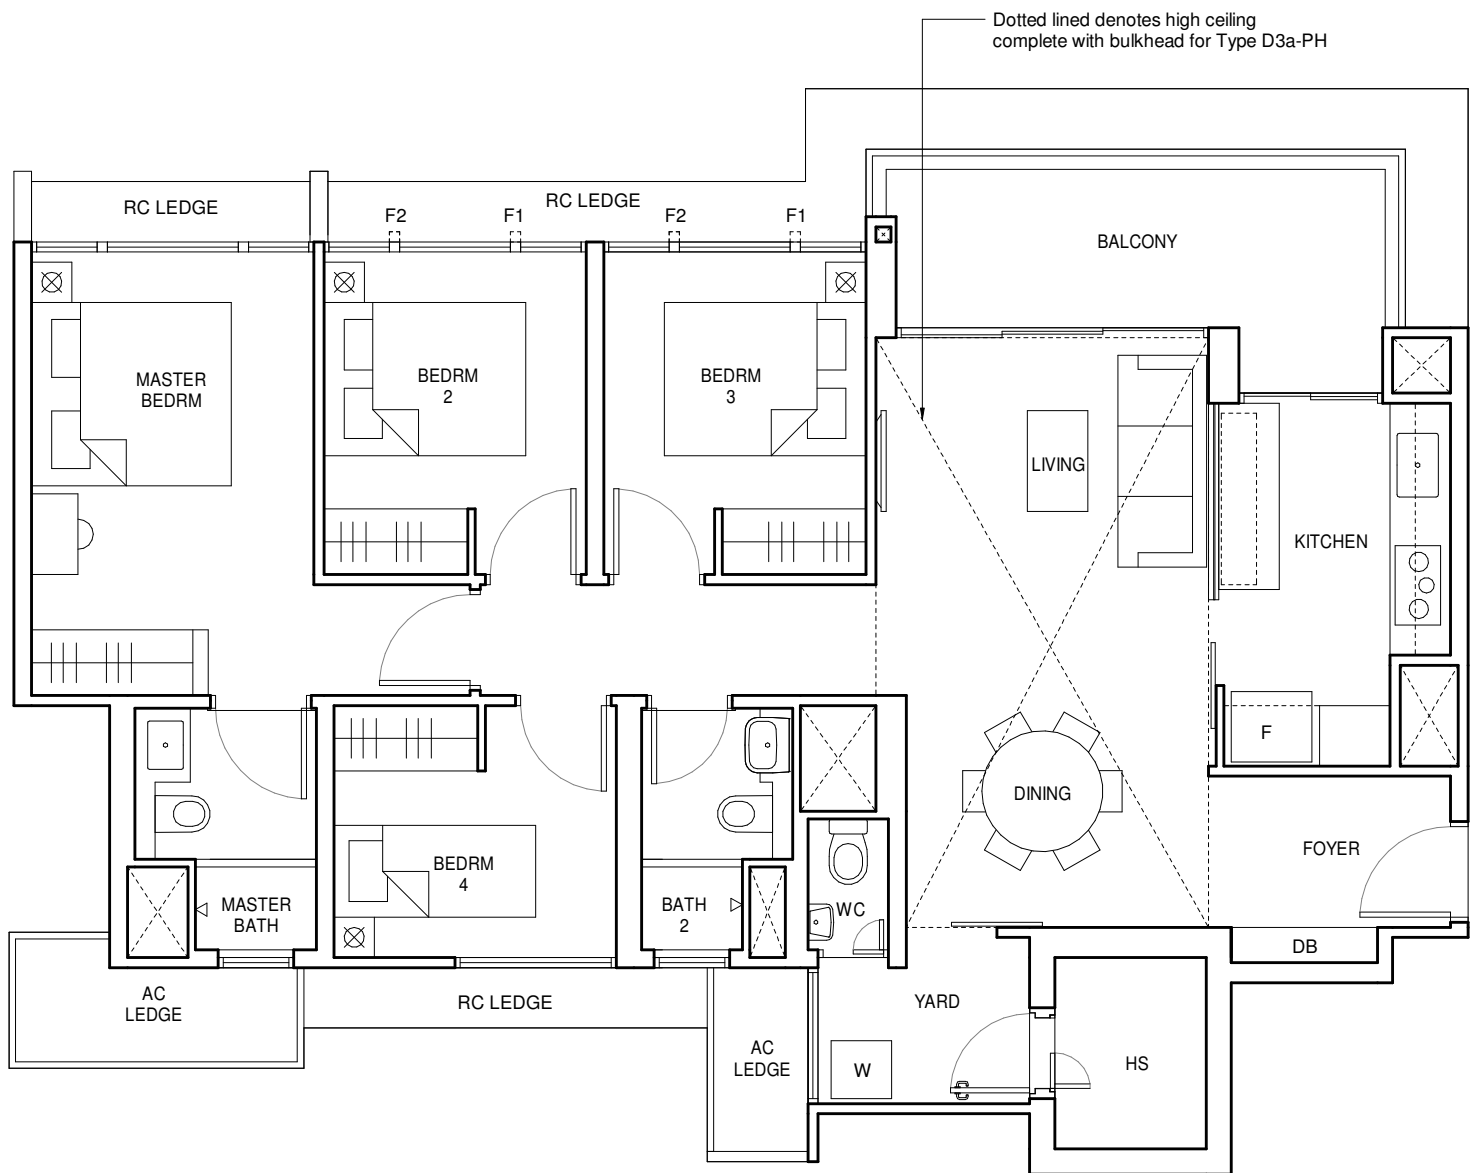 Dotted lined denotes high ceiling
complete with bulkhead for Type D3a-PH
RC LEDGE
RC LEDGE
F2
F1
F2
F1
BALCONY
MASTER
BEDRM
BEDRM
2
BEDRM
3
LIVING
KITCHEN
F
DINING
FOYER
BEDRM
4
MASTER
BATH
BATH
2
WC
DB
AC
LEDGE
RC LEDGE
YARD
AC
LEDGE
W
HS